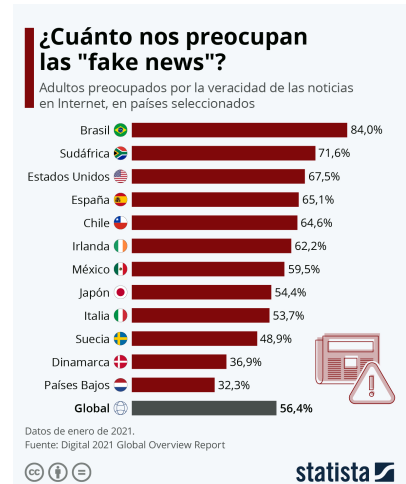 ¿Cuánto nos preocupan
las "fake news"?
Adultos preocupados por la veracidad de las noticias
en Internet, en países seleccionados
Brasil 84,0%
Sudáfrica 71,6%
Estados Unidos 67,5%
España 65,1%
Chile 64,6%
Irlanda 62,2%
México 59,5%
Japón 54,4%
Italia 53,7%
Suecia 48,9%
Dinamarca 36,9%
Países Bajos 32,3%
Global 56,4%
Datos de enero de 2021.
Fuente: Digital 2021 Global Overview Report
cc
statista